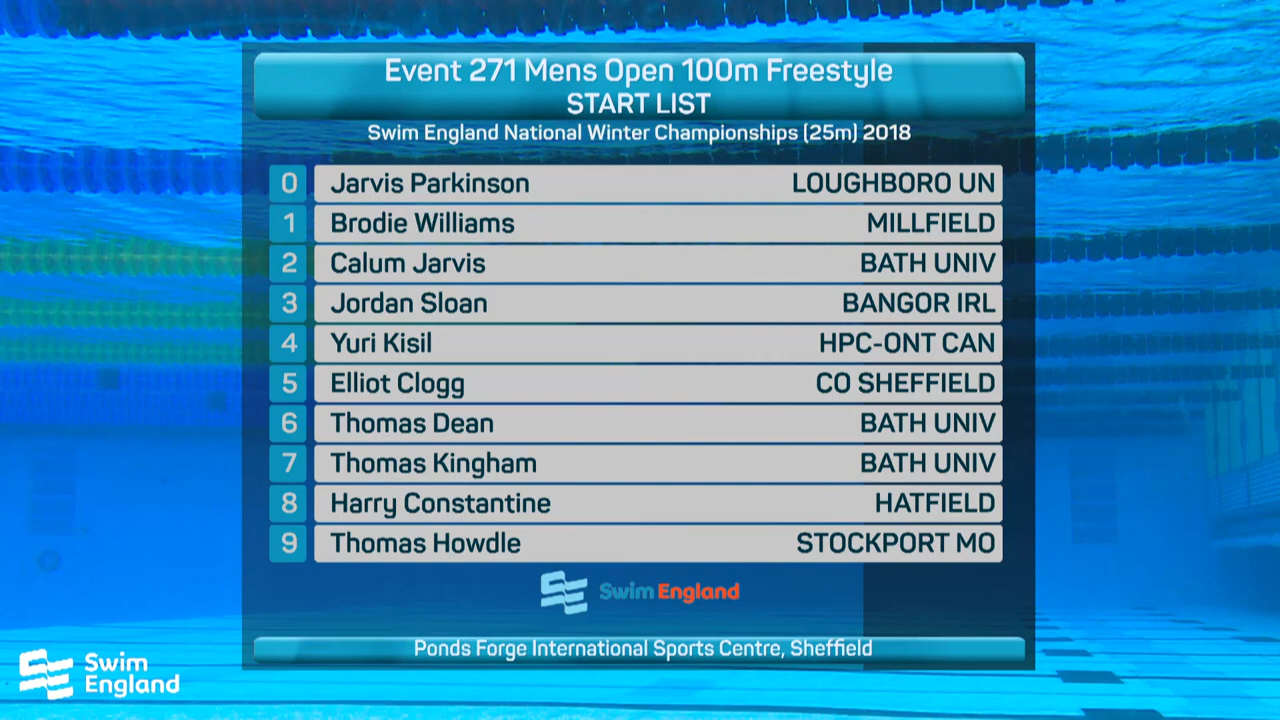 Event 271 Mens Open 100m Freestyle
START LIST
Swim England National Winter Championships (25m) 2018
0 Jarvis Parkinson LOUGHBORO UN
1 Brodie Williams MILLFIELD
2 Calum Jarvis BATH UNIV
3 Jordan Sloan BANGOR IRL
4 Yuri Kisil HPC-ONT CAN
5 Elliot Clogg CO SHEFFIELD
6 Thomas Dean BATH UNIV
7 Thomas Kingham BATH UNIV
8 Harry Constantine HATFIELD
9 Thomas Howdle STOCKPORT MO
Swim England
Ponds Forge International Sports Centre, Sheffield
Swim
England